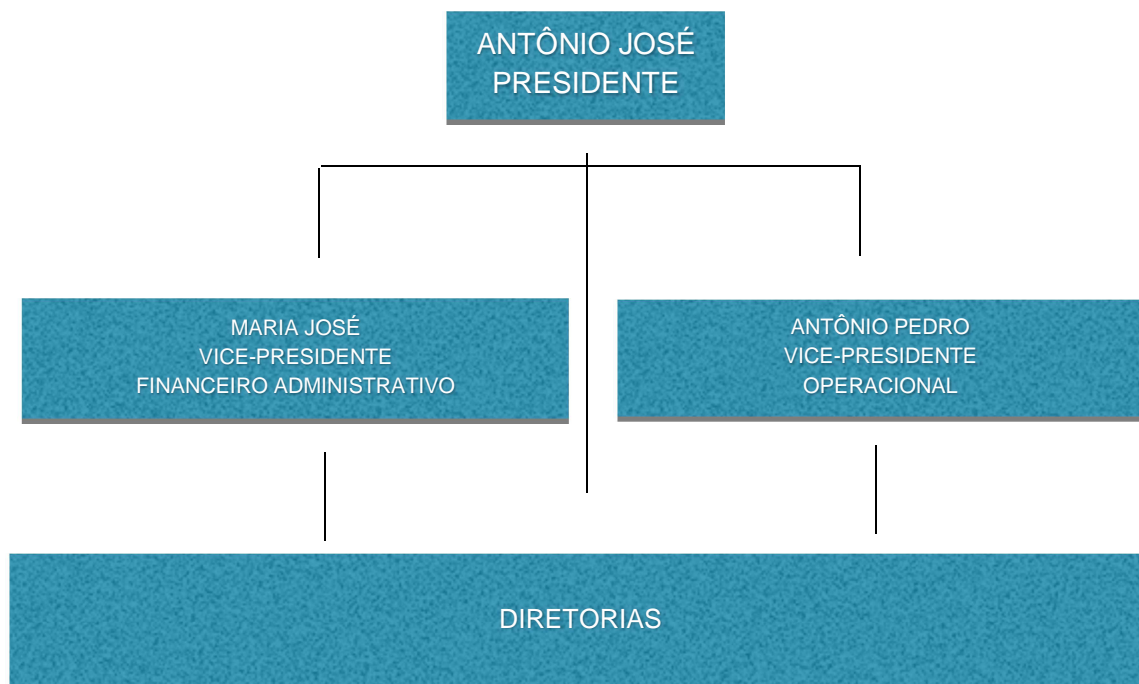 ANTÔNIO JOSÉ
PRESIDENTE
MARIA JOSÉ
VICE-PRESIDENTE
FINANCEIRO ADMINISTRATIVO
ANTÔNIO PEDRO
VICE-PRESIDENTE
OPERACIONAL
DIRETORIAS